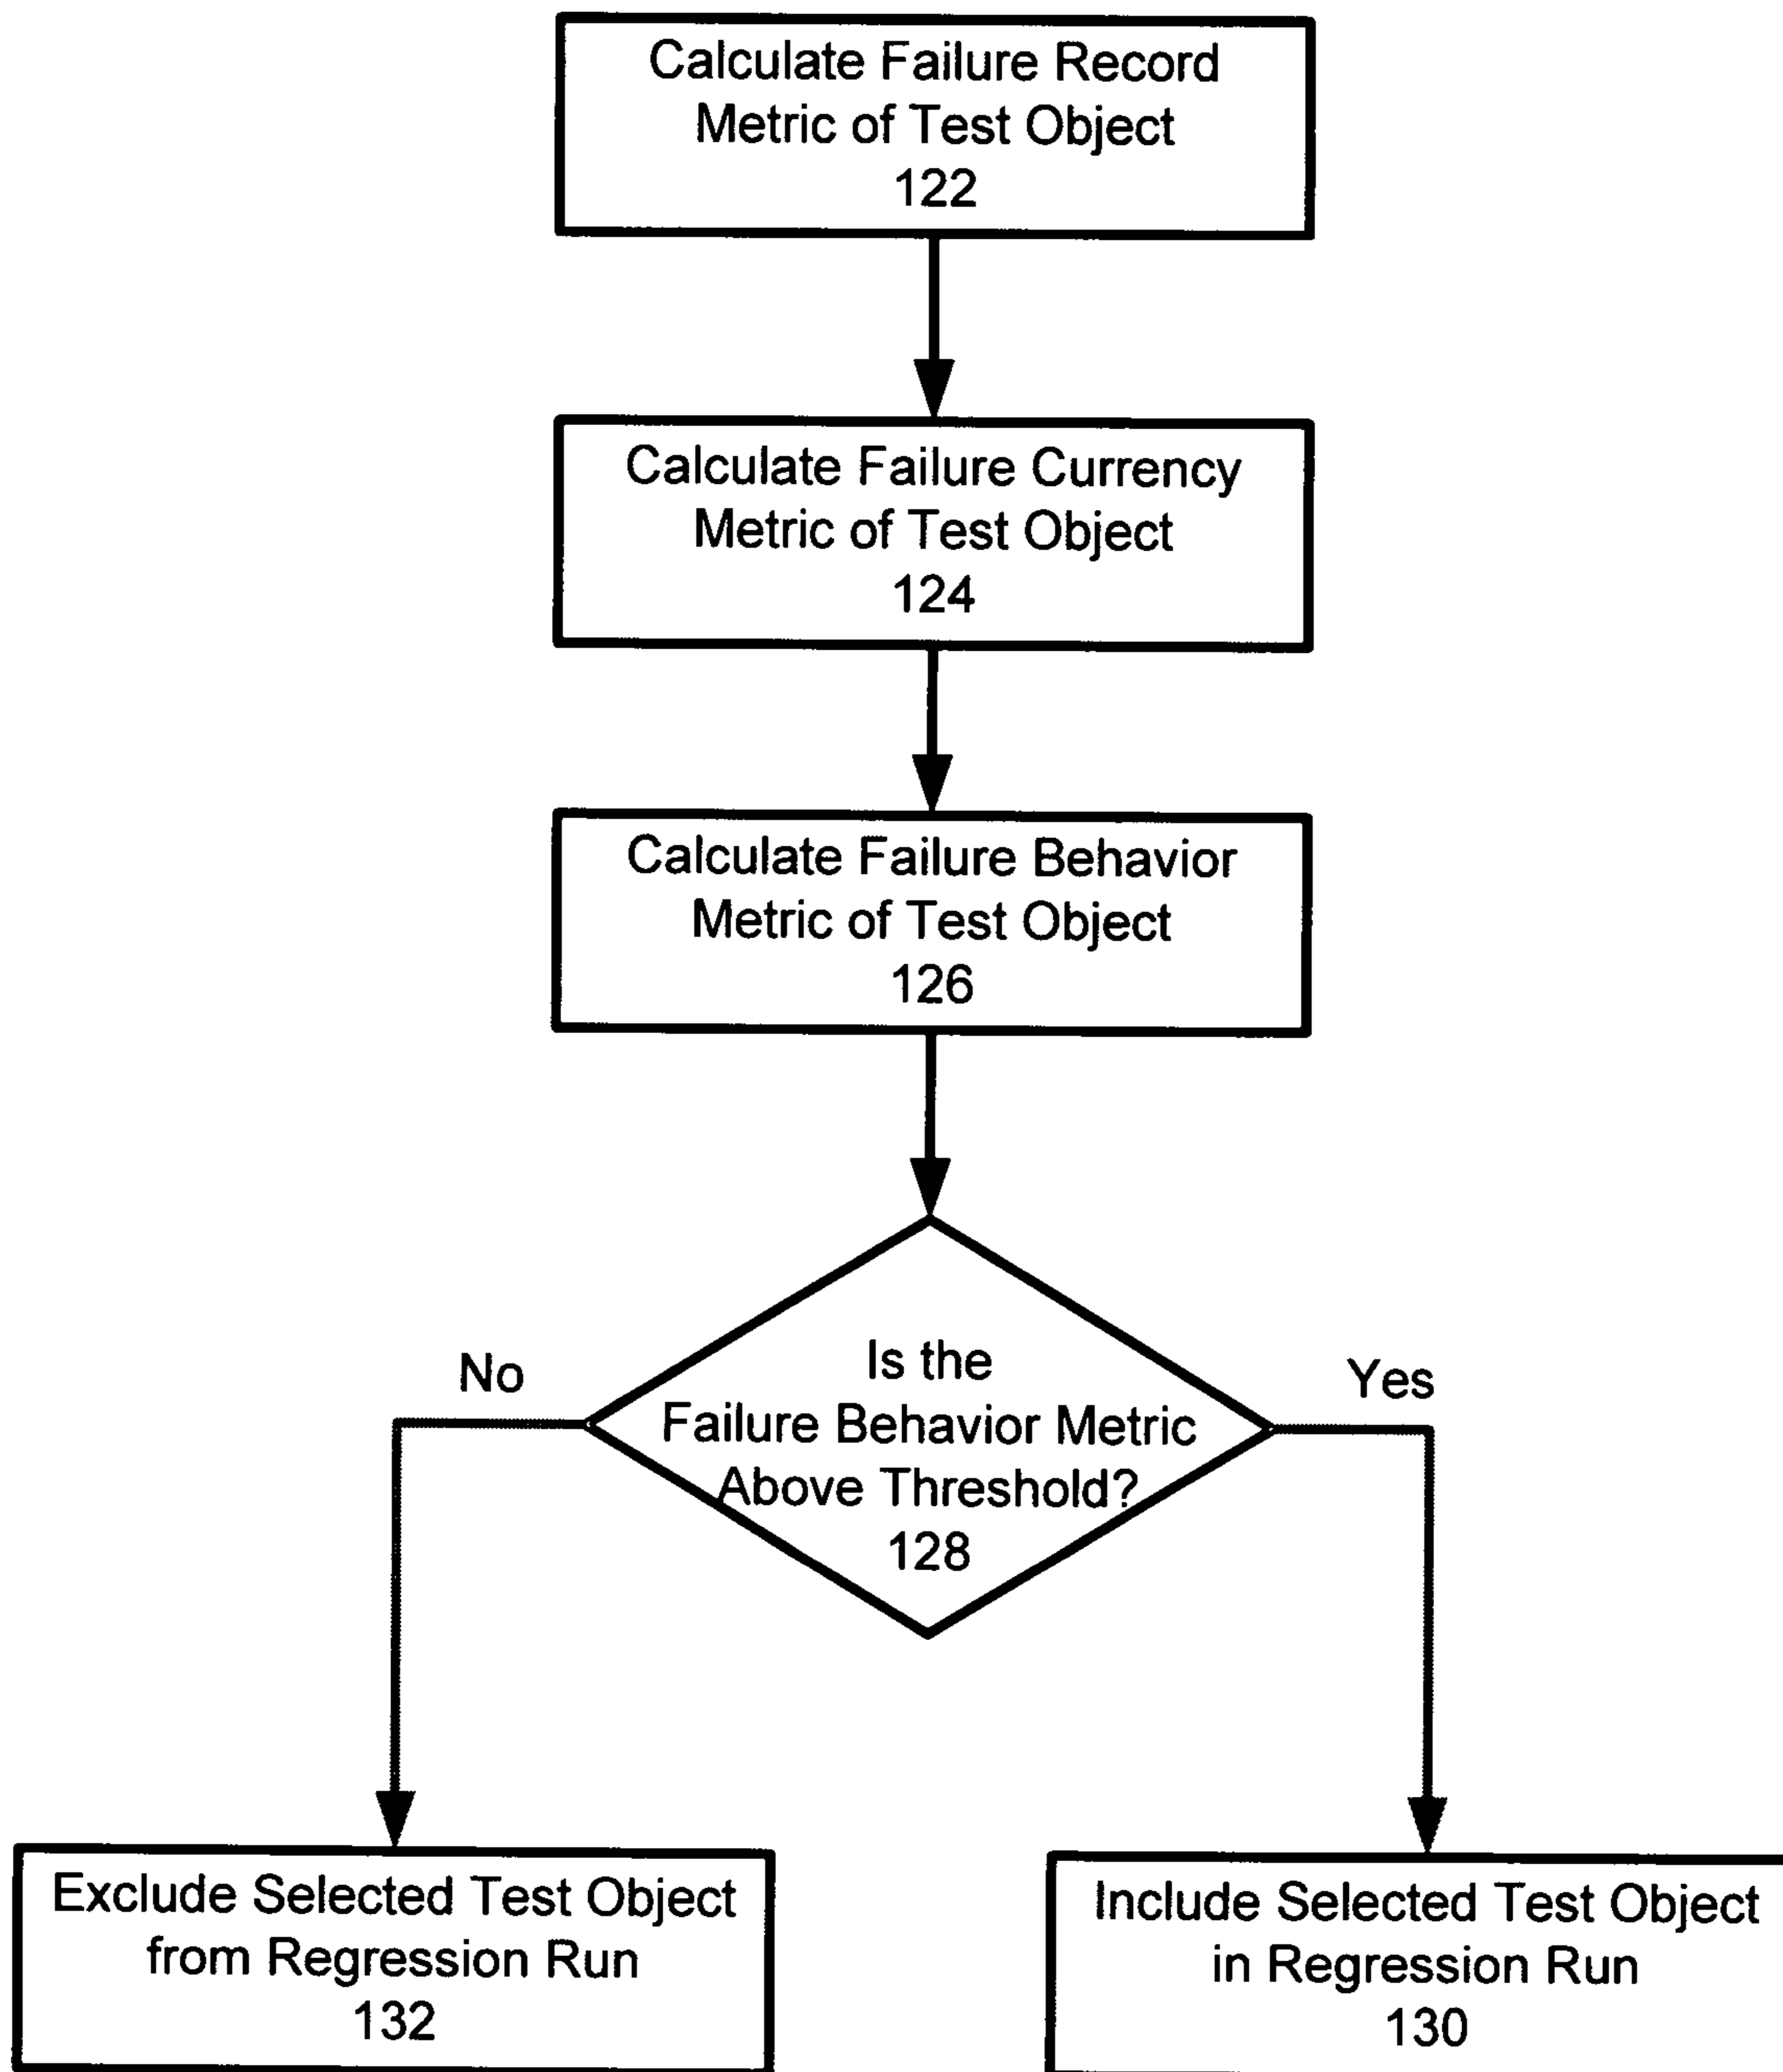 Calculate Failure Record
Metric of Test Object
122
Calculate Failure Currency
Metric of Test Object
124
Calculate Failure Behavior
Metric of Test Object
126
Is the
Failure Behavior Metric
Above Threshold?
128
No
Yes
Exclude Selected Test Object
from Regression Run
132
Include Selected Test Object
in Regression Run
130